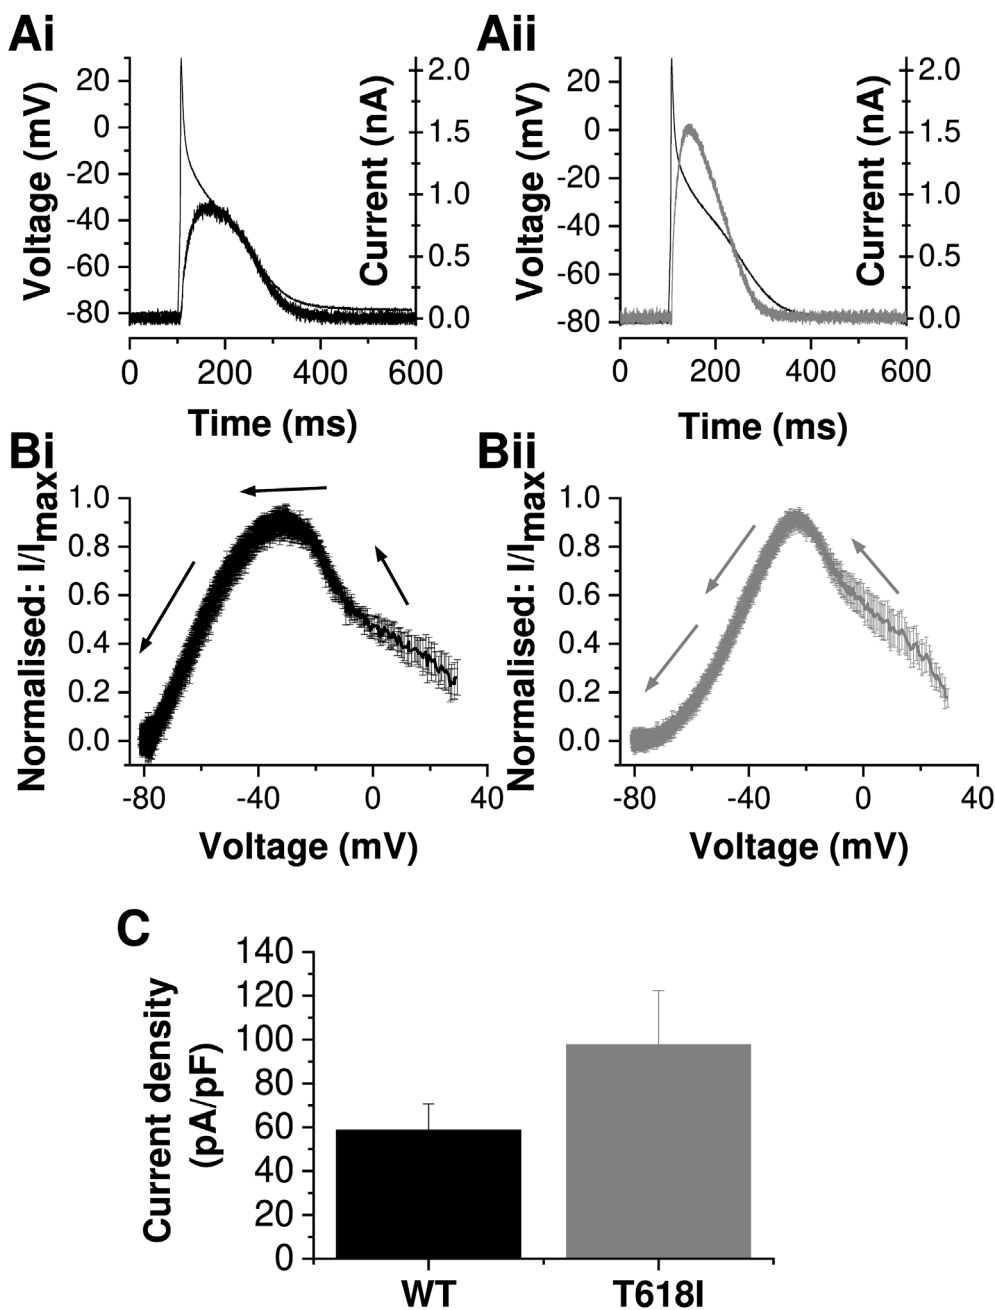 Ai
Aii
20
0
-20
-40
-60
-80
Voltage (mV)
2.0
1.5
1.0
0.5
0.0
Current (nA)
0 200 400 600
Time (ms)
20
0
-20
-40
-60
-80
Voltage (mV)
2.0
1.5
1.0
0.5
0.0
Current (nA)
0 200 400 600
Time (ms)
Bi
Bii
1.0
0.8
0.6
0.4
0.2
0.0
Normalised: I/Imax
-80 -40 0 40
Voltage (mV)
1.0
0.8
0.6
0.4
0.2
0.0
Normalised: I/Imax
-80 -40 0 40
Voltage (mV)
C
140
120
100
80
60
40
20
0
Current density
(pA/pF)
WT T618I